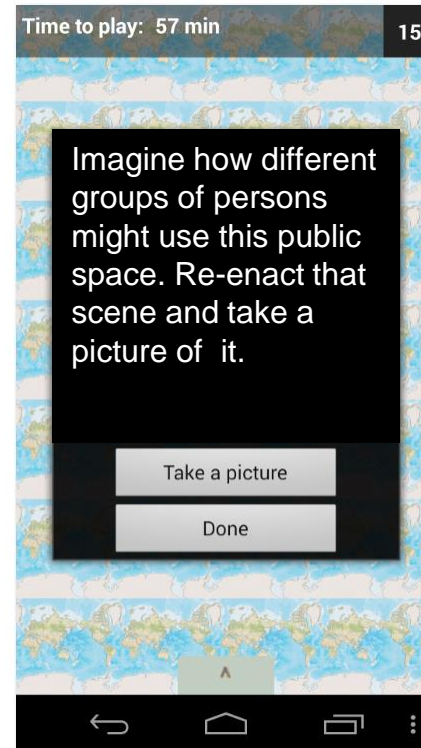 Time to play: 57 min
15
Imagine how different
groups of persons
might use this public
space. Re-enact that
scene and take a
picture of it.
Take a picture
Done